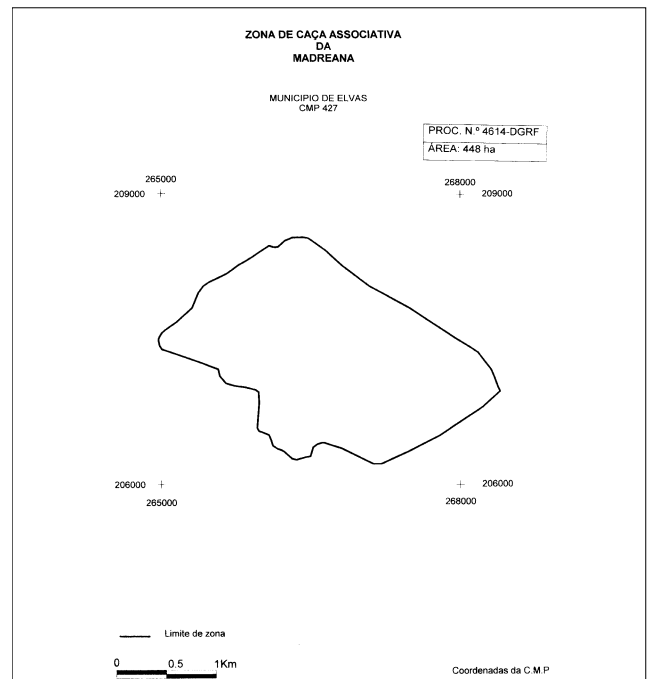 ZONA DE CAÇA ASSOCIATIVA
DA
MADREANA
MUNICIPIO DE ELVAS
CMP 427
PROC. N.º 4614-DGRF
ÁREA: 448 ha
265000
209000
268000
209000
206000
265000
206000
268000
Limite de zona
0 0.5 1Km
Coordenadas da C.M.P